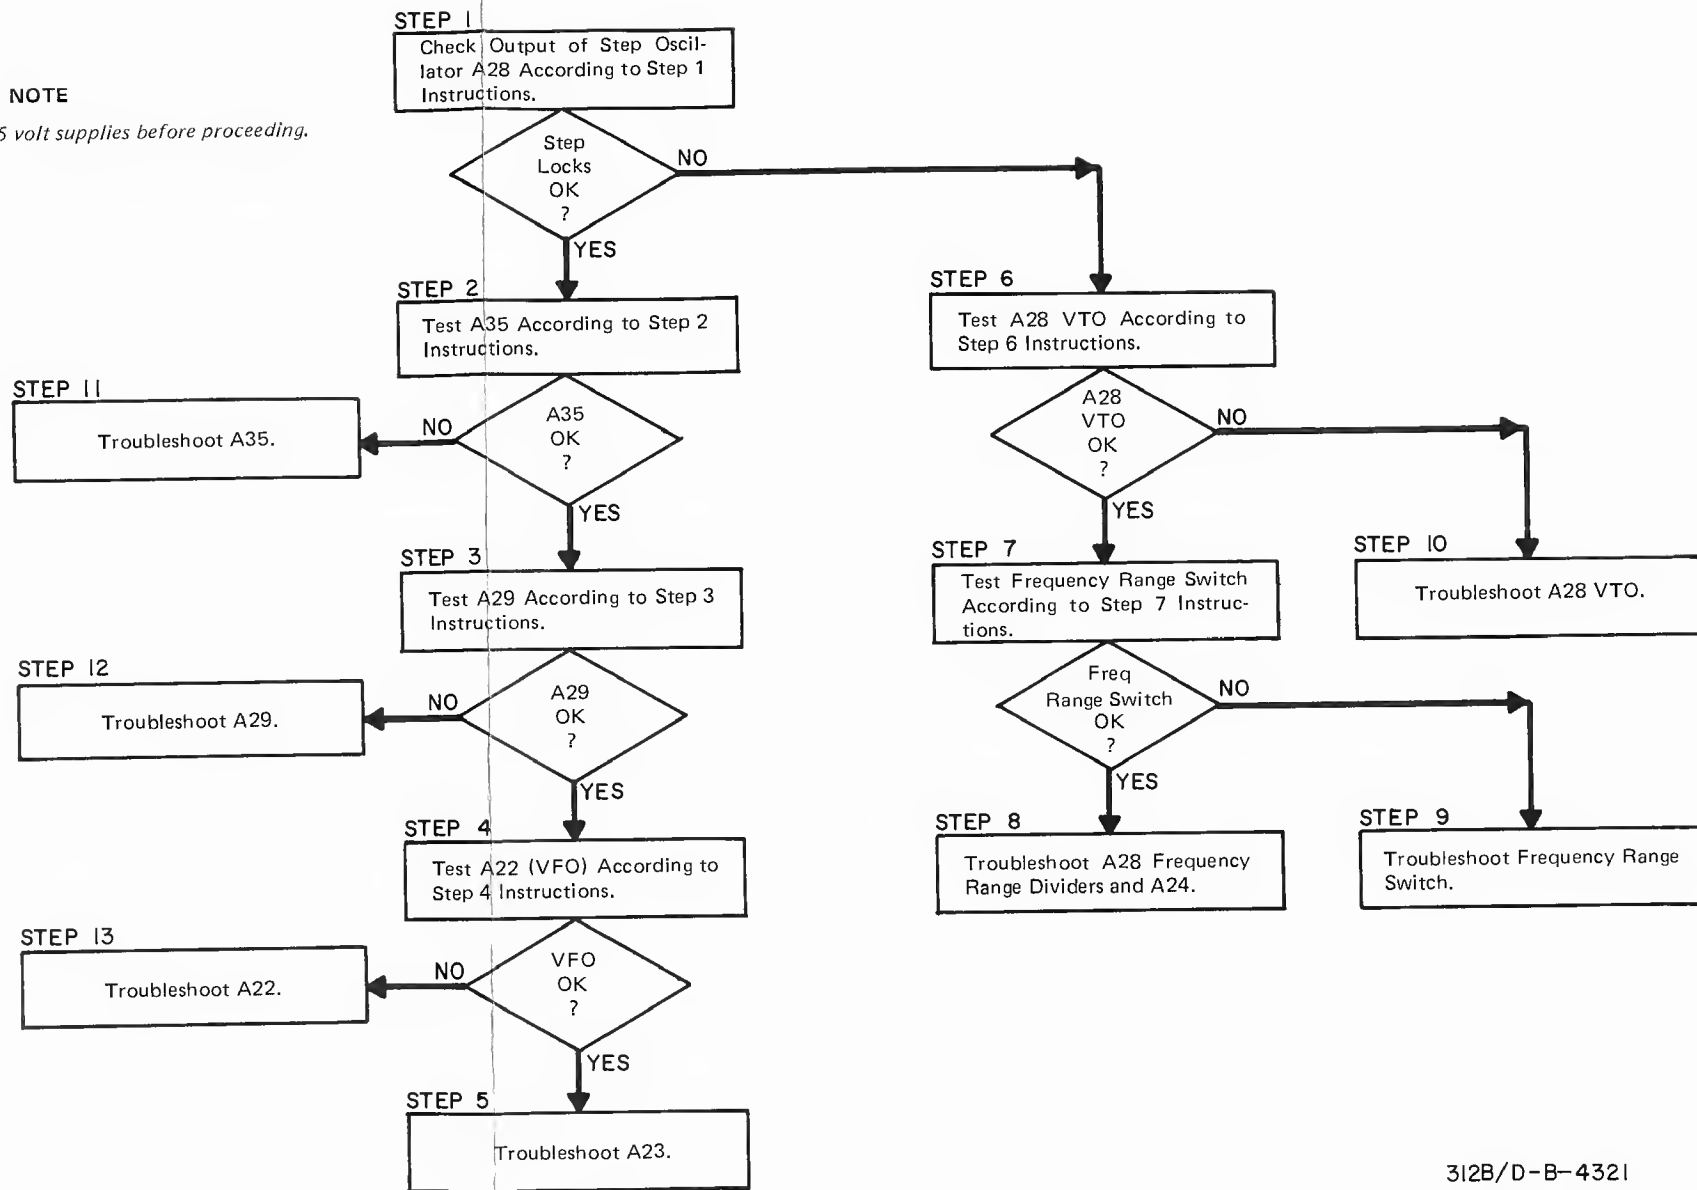 STEP 1
Check Output of Step Oscil-
lator A28 According to Step 1
Instructions.
NOTE
5 volt supplies before proceeding.
Step
Locks
OK
?
NO
YES
STEP 2
Test A35 According to Step 2
Instructions.
STEP 6
Test A28 VTO According to
Step 6 Instructions.
STEP 11
Troubleshoot A35.
NO
A35
OK
?
YES
A28
VTO
OK
?
NO
YES
STEP 3
Test A29 According to Step 3
Instructions.
STEP 7
Test Frequency Range Switch
According to Step 7 Instruc-
tions.
STEP 10
Troubleshoot A28 VTO.
STEP 12
Troubleshoot A29.
NO
A29
OK
?
YES
Freq
Range Switch
OK
?
NO
YES
STEP 4
Test A22 (VFO) According to
Step 4 Instructions.
STEP 8
Troubleshoot A28 Frequency
Range Dividers and A24.
STEP 9
Troubleshoot Frequency Range
Switch.
STEP 13
Troubleshoot A22.
NO
VFO
OK
?
YES
STEP 5
Troubleshoot A23.
312B/D-B-4321